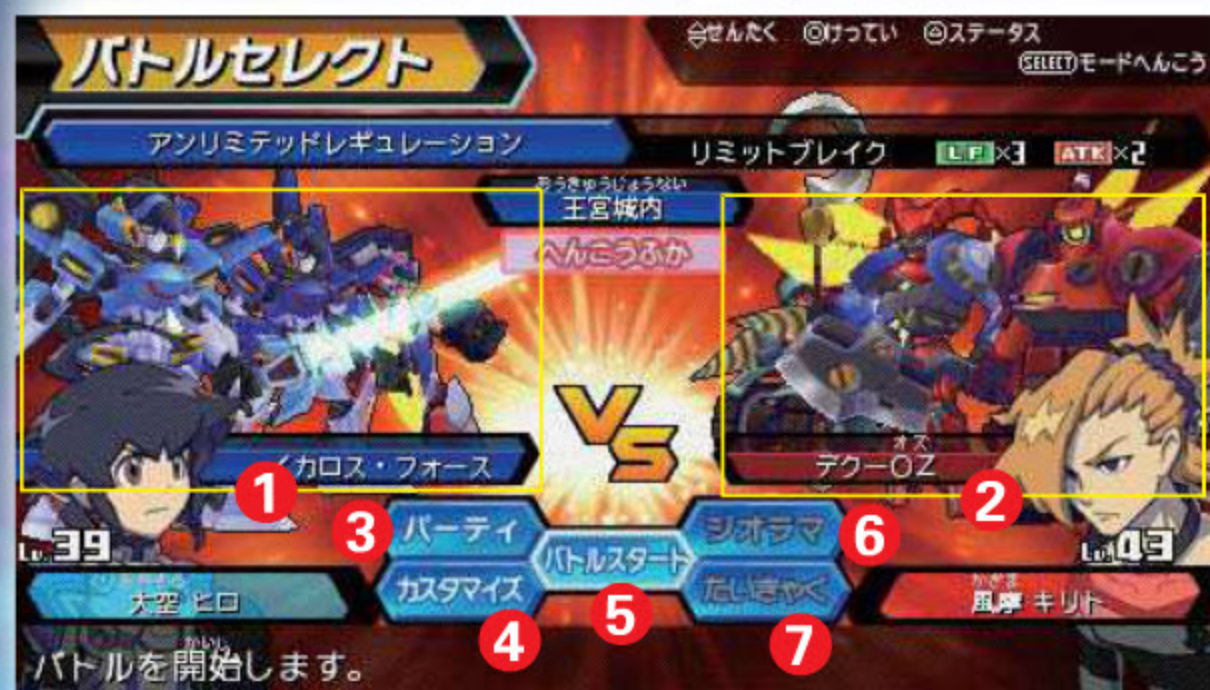 バトルセレクト
せんたく ◎けってい △ステータス
SELECT モードへんこう
アンリミテッドレギュレーション
リミットブレイク LP×3 ATK×2
おうきゅうじょうない
王宮城内
へんこうふか
VS
イカロス・フォース
オズ
デクーOZ
1
2
3
パーティ
ジオラマ
6
バトルスタート
カスタマイズ
たいきゃく
4
5
7
Lv.39
Lv.43
大空 ヒロ
かざま
風摩 キリト
かいし
バトルを開始します。